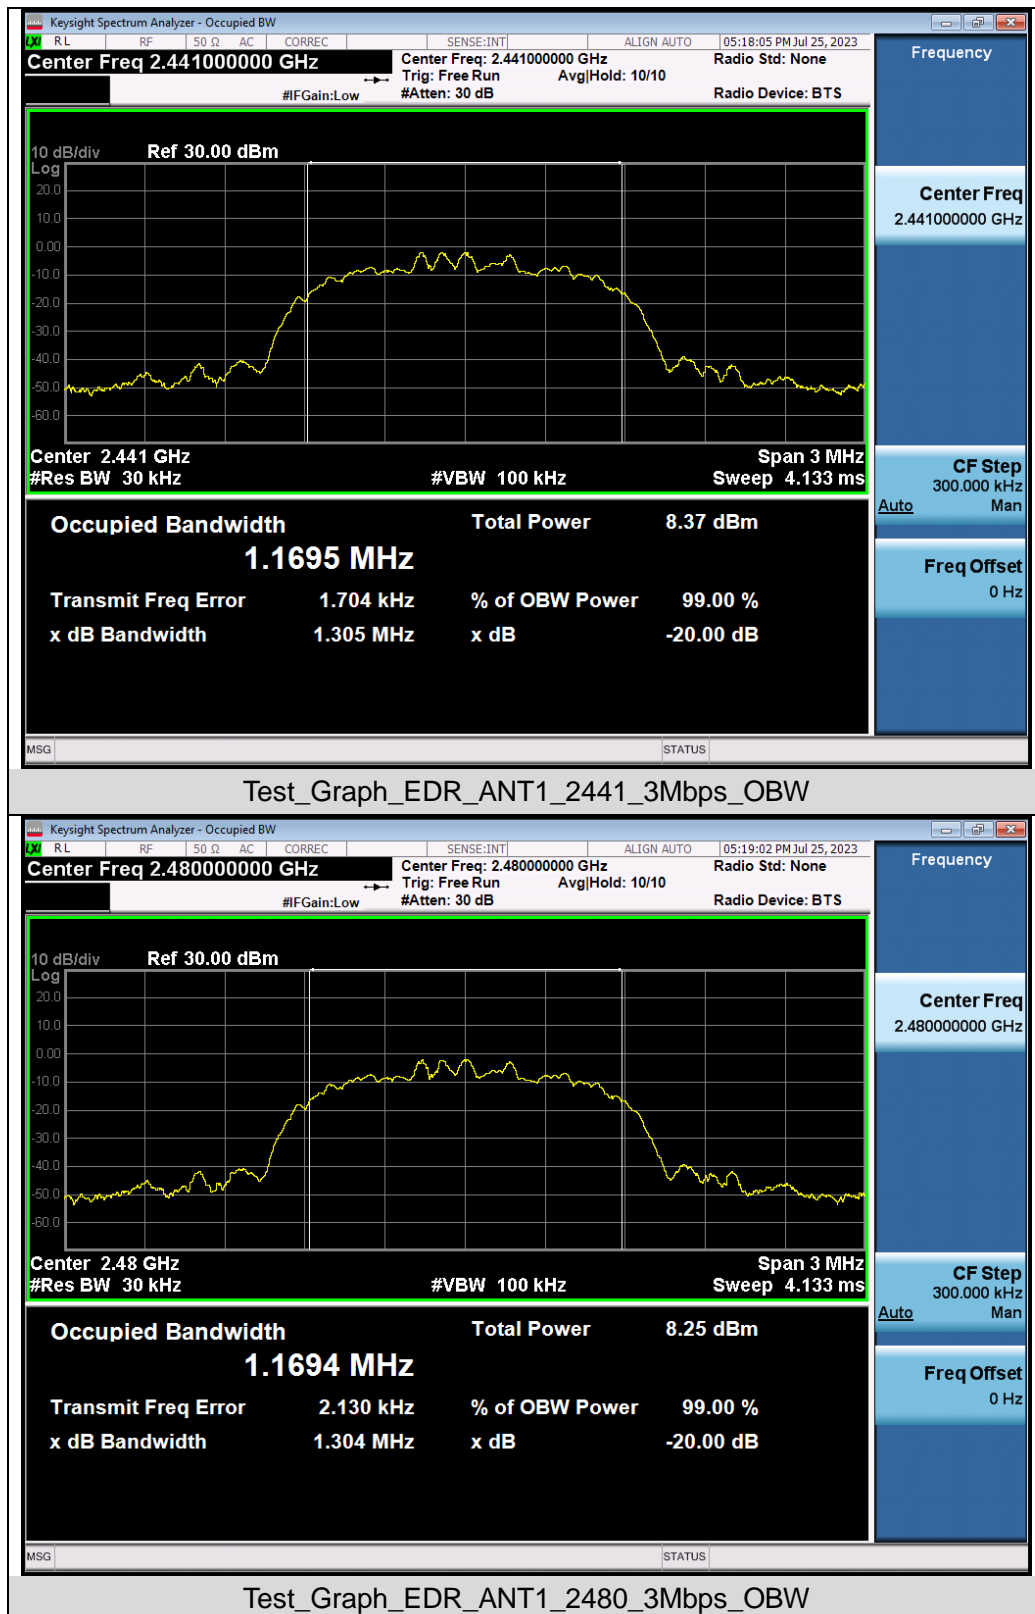 Keysight Spectrum Analyzer - Occupied BW
LXI RL RF 50 Ω AC CORREC SENSE:INT ALIGN AUTO 05:18:05 PM Jul 25, 2023
Center Freq 2.441000000 GHz Center Freq: 2.441000000 GHz Radio Std: None
Trig: Free Run Avg|Hold: 10/10
#IFGain:Low #Atten: 30 dB Radio Device: BTS
Frequency
10 dB/div Ref 30.00 dBm
Log
20.0
10.0
0.00
-10.0
-20.0
-30.0
-40.0
-50.0
-60.0
Center Freq
2.441000000 GHz
Center 2.441 GHz Span 3 MHz
#Res BW 30 kHz #VBW 100 kHz Sweep 4.133 ms
CF Step
300.000 kHz
Auto Man
Freq Offset
0 Hz
Occupied Bandwidth Total Power 8.37 dBm
1.1695 MHz
Transmit Freq Error 1.704 kHz % of OBW Power 99.00 %
x dB Bandwidth 1.305 MHz x dB -20.00 dB
MSG STATUS
Test_Graph_EDR_ANT1_2441_3Mbps_OBW
Keysight Spectrum Analyzer - Occupied BW
LXI RL RF 50 Ω AC CORREC SENSE:INT ALIGN AUTO 05:19:02 PM Jul 25, 2023
Center Freq 2.480000000 GHz Center Freq: 2.480000000 GHz Radio Std: None
Trig: Free Run Avg|Hold: 10/10
#IFGain:Low #Atten: 30 dB Radio Device: BTS
Frequency
10 dB/div Ref 30.00 dBm
Log
20.0
10.0
0.00
-10.0
-20.0
-30.0
-40.0
-50.0
-60.0
Center Freq
2.480000000 GHz
Center 2.48 GHz Span 3 MHz
#Res BW 30 kHz #VBW 100 kHz Sweep 4.133 ms
CF Step
300.000 kHz
Auto Man
Freq Offset
0 Hz
Occupied Bandwidth Total Power 8.25 dBm
1.1694 MHz
Transmit Freq Error 2.130 kHz % of OBW Power 99.00 %
x dB Bandwidth 1.304 MHz x dB -20.00 dB
MSG STATUS
Test_Graph_EDR_ANT1_2480_3Mbps_OBW